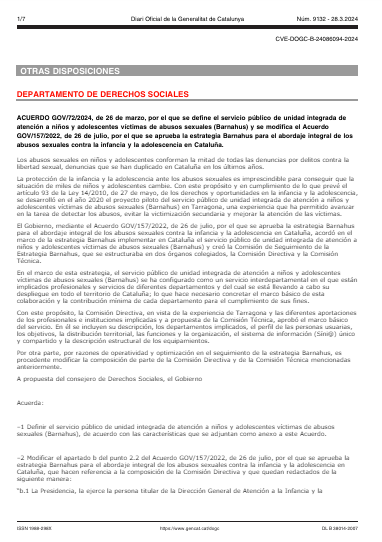 1/7 Diari Oficial de la Generalitat de Catalunya Núm. 9132 - 28.3.2024
CVE-DOGC-B-24086094-2024
OTRAS DISPOSICIONES
DEPARTAMENTO DE DERECHOS SOCIALES
ACUERDO GOV/72/2024, de 26 de marzo, por el que se define el servicio público de unidad integrada de
atención a niños y adolescentes víctimas de abusos sexuales (Barnahus) y se modifica el Acuerdo
GOV/157/2022, de 26 de julio, por el que se aprueba la estrategia Barnahus para el abordaje integral de los
abusos sexuales contra la infancia y la adolescencia en Cataluña.
Los abusos sexuales en niños y adolescentes conforman la mitad de todas las denuncias por delitos contra la
libertad sexual, denuncias que se han duplicado en Cataluña en los últimos años.
La protección de la infancia y la adolescencia ante los abusos sexuales es imprescindible para conseguir que la
situación de miles de niños y adolescentes cambie. Con este propósito y en cumplimiento de lo que prevé el
artículo 93 de la Ley 14/2010, de 27 de mayo, de los derechos y oportunidades en la infancia y la adolescencia,
se desarrolló en el año 2020 el proyecto piloto del servicio público de unidad integrada de atención a niños y
adolescentes víctimas de abusos sexuales (Barnahus) en Tarragona, una experiencia que ha permitido avanzar
en la tarea de detectar los abusos, evitar la victimización secundaria y mejorar la atención de las víctimas.
El Gobierno, mediante el Acuerdo GOV/157/2022, de 26 de julio, por el que se aprueba la estrategia Barnahus
para el abordaje integral de los abusos sexuales contra la infancia y la adolescencia en Cataluña, acordó en el
marco de la estrategia Barnahus implementar en Cataluña el servicio público de unidad integrada de atención a
niños y adolescentes víctimas de abusos sexuales (Barnahus) y creó la Comisión de Seguimiento de la
Estrategia Barnahus, que se estructuraba en dos órganos colegiados, la Comisión Directiva y la Comisión
Técnica.
En el marco de esta estrategia, el servicio público de unidad integrada de atención a niños y adolescentes
víctimas de abusos sexuales (Barnahus) se ha configurado como un servicio interdepartamental en el que están
implicados profesionales y servicios de diferentes departamentos y del cual se está llevando a cabo su
despliegue en todo el territorio de Cataluña; lo que hace necesario concretar el marco básico de esta
colaboración y la contribución mínima de cada departamento para el cumplimiento de sus fines.
Con este propósito, la Comisión Directiva, en vista de la experiencia de Tarragona y las diferentes aportaciones
de los profesionales e instituciones implicadas y a propuesta de la Comisión Técnica, aprobó el marco básico
del servicio. En él se incluyen su descripción, los departamentos implicados, el perfil de las personas usuarias,
los objetivos, la distribución territorial, las funciones y la organización, el sistema de información (Sini@) único
y compartido y la descripción estructural de los equipamientos.
Por otra parte, por razones de operatividad y optimización en el seguimiento de la estrategia Barnahus, es
procedente modificar la composición de parte de la Comisión Directiva y de la Comisión Técnica mencionadas
anteriormente.
A propuesta del consejero de Derechos Sociales, el Gobierno
Acuerda:
–1 Definir el servicio público de unidad integrada de atención a niños y adolescentes víctimas de abusos
sexuales (Barnahus), de acuerdo con las características que se adjuntan como anexo a este Acuerdo.
–2 Modificar el apartado b del punto 2.2 del Acuerdo GOV/157/2022, de 26 de julio, por el que se aprueba la
estrategia Barnahus para el abordaje integral de los abusos sexuales contra la infancia y la adolescencia en
Cataluña, que hacen referencia a la composición de la Comisión Directiva y que quedan redactados de la
siguiente manera:
"b.1 La Presidencia, la ejerce la persona titular de la Dirección General de Atención a la Infancia y la
ISSN 1988-298X https://www.gencat.cat/dogc DL B 38014-2007